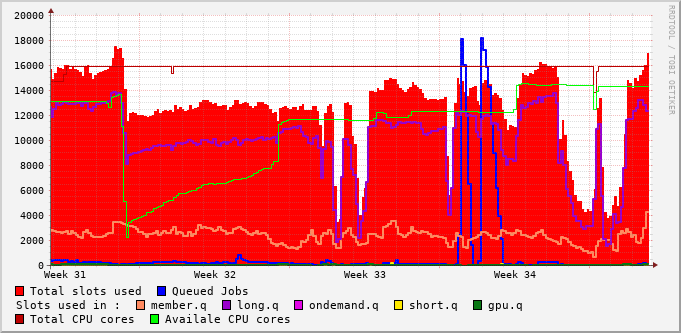 20000
18000
16000
14000
12000
10000
8000
6000
4000
2000
0
Week 31 Week 32 Week 33 Week 34
RRDTOOL / TOBI OETIKER
Total slots used Queued Jobs
Slots used in : member.q long.q ondemand.q short.q gpu.q
Total CPU cores Availale CPU cores